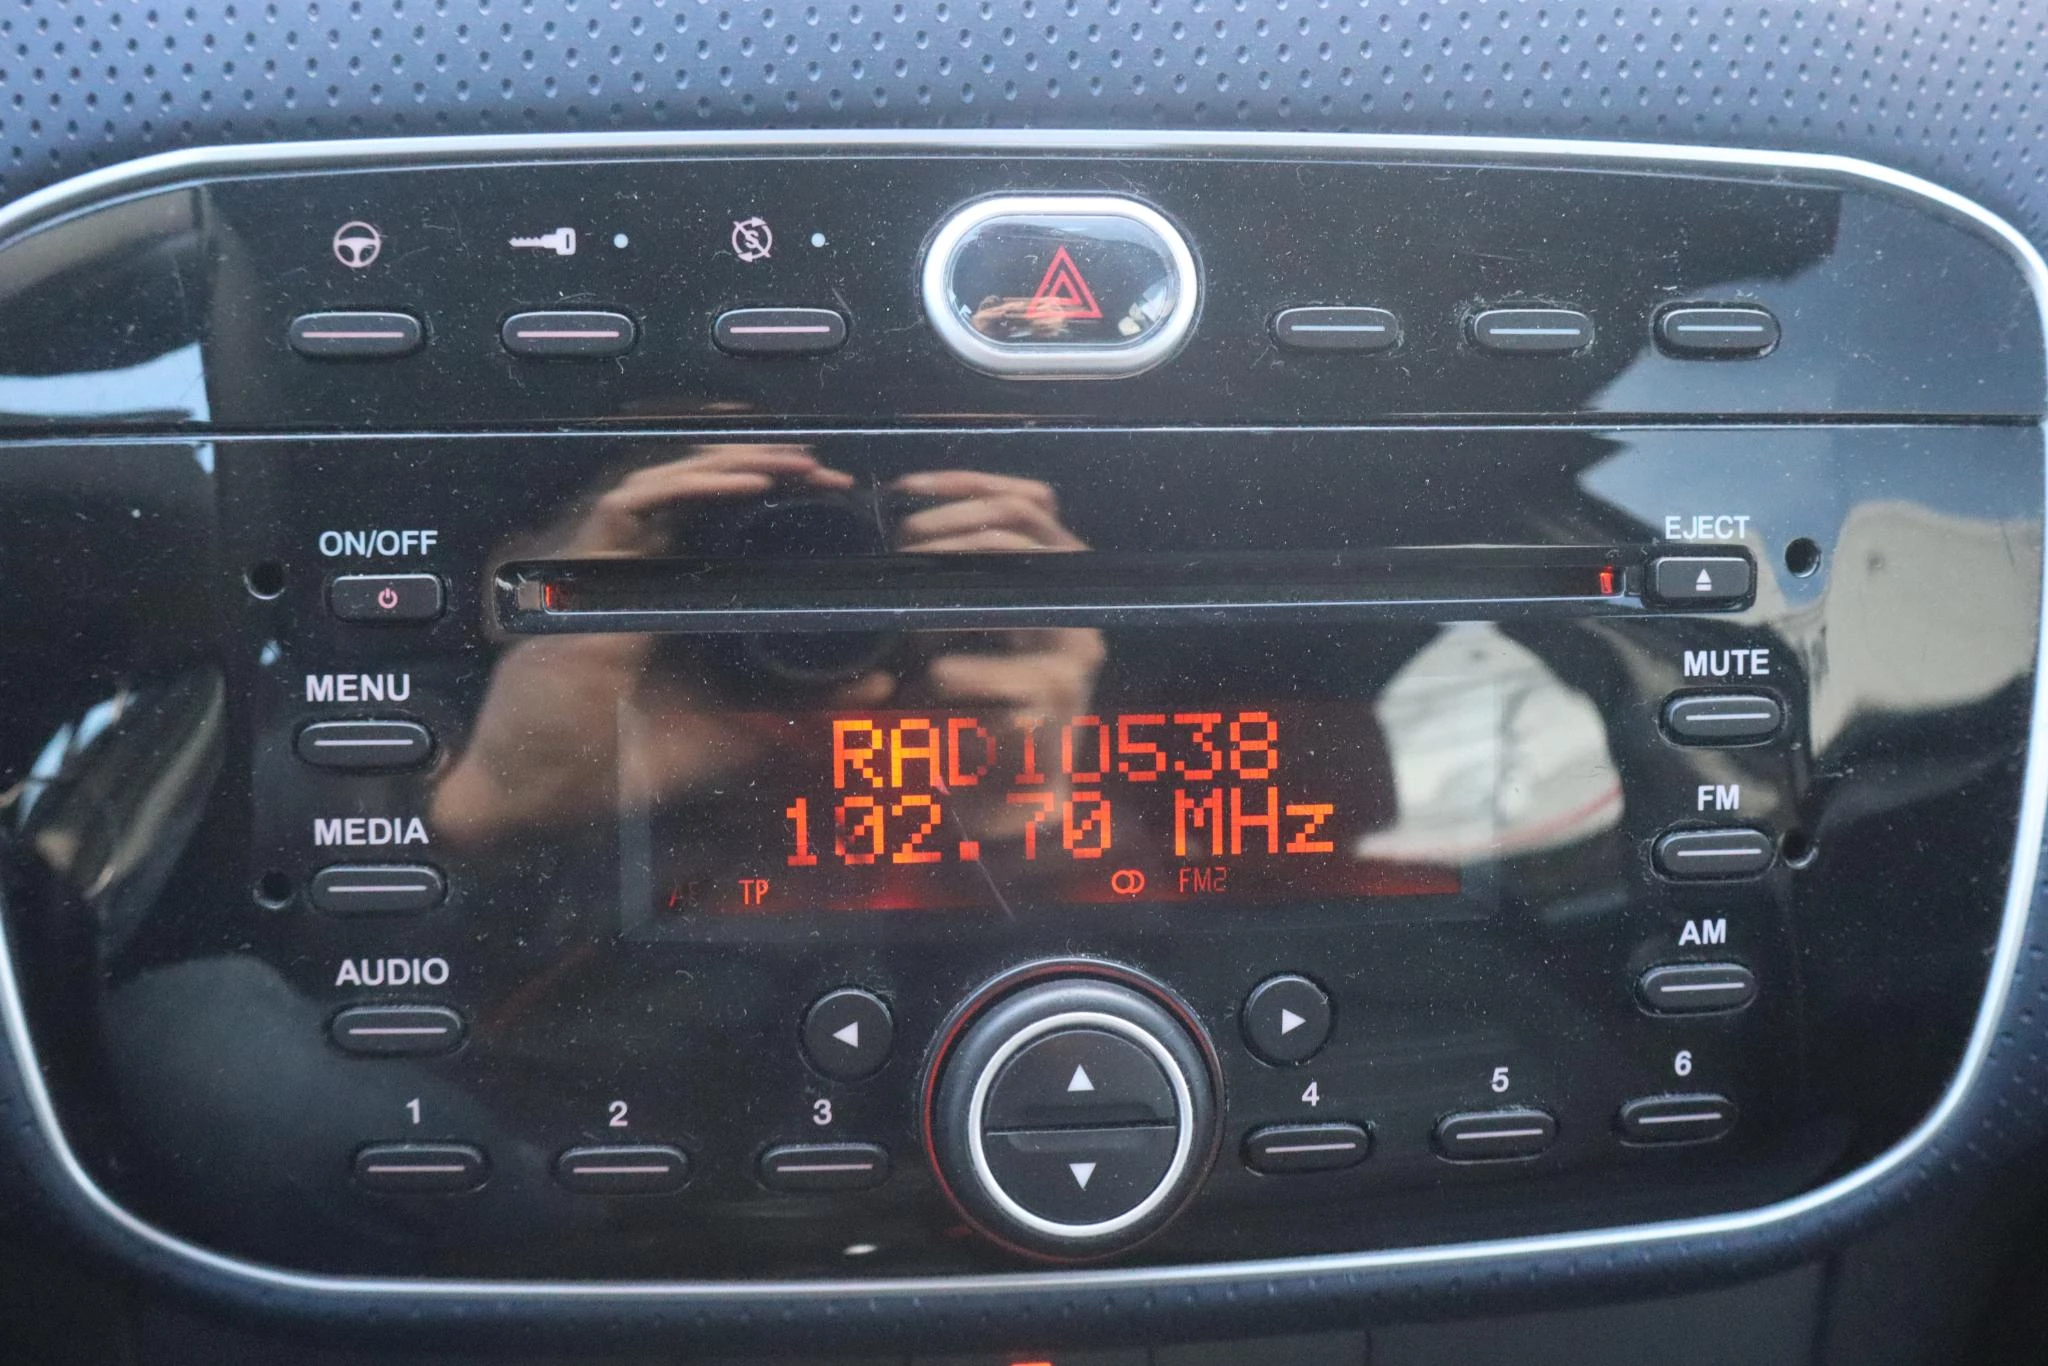 S
ON/OFF
EJECT
MENU
MUTE
RADIO538
102.70 MHz
FM
MEDIA
TP
FM2
AM
AUDIO
1
2
3
4
5
6